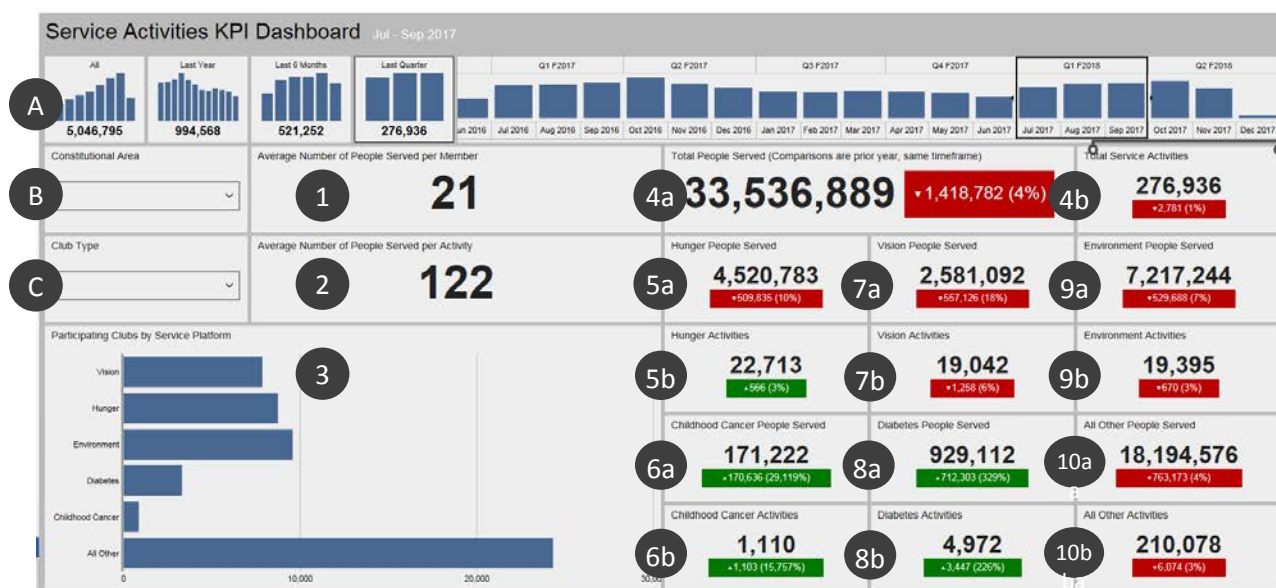 Service Activities KPI Dashboard Jul - Sep 2017
All
Last Year
Last 6 Months
Last Quarter
Q1 F2017
Q2 F2017
Q3 F2017
Q4 F2017
Q1 F2018
Q2 F2018
A
5,046,795
994,568
521,252
276,936
un 2016
Jul 2016
Aug 2016
Sep 2016
Oct 2016
Nov 2016
Dec 2016
Jan 2017
Feb 2017
Mar 2017
Apr 2017
May 2017
Jun 2017
Jul 2017
Aug 2017
Sep 2017
Oct 2017
Nov 2017
Dec 2017
Constitutional Area
B
Average Number of People Served per Member
1
21
Total People Served (Comparisons are prior year, same timeframe)
4a
33,536,889
▾1,418,782 (4%)
Total Service Activities
4b
276,936
▾2,781 (1%)
Club Type
C
Average Number of People Served per Activity
2
122
Hunger People Served
5a
4,520,783
▾509,835 (10%)
Vision People Served
7a
2,581,092
▾557,126 (18%)
Environment People Served
9a
7,217,244
▾529,688 (7%)
Participating Clubs by Service Platform
3
Vision
Hunger
Environment
Diabetes
Childhood Cancer
All Other
0
10,000
20,000
30,0
Hunger Activities
5b
22,713
▴566 (3%)
Vision Activities
7b
19,042
▾1,258 (6%)
Environment Activities
9b
19,395
▾670 (3%)
Childhood Cancer People Served
6a
171,222
▴170,636 (29,119%)
Diabetes People Served
8a
929,112
▴712,303 (329%)
All Other People Served
10a
a
18,194,576
▾763,173 (4%)
Childhood Cancer Activities
6b
1,110
▴1,103 (15,757%)
Diabetes Activities
8b
4,972
▴3,447 (226%)
All Other Activities
10b
ba
210,078
▾6,074 (3%)